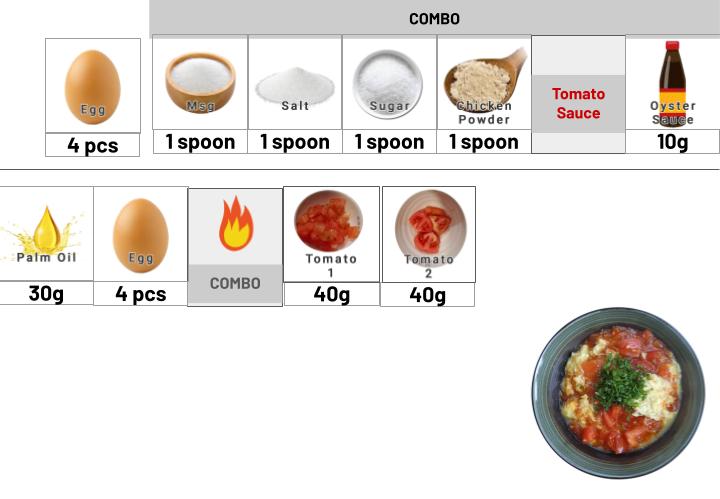 COMBO
Egg
4 pcs
Msg
1 spoon
Salt
1 spoon
Sugar
1 spoon
Chicken
Powder
1 spoon
Tomato
Sauce
Oyster
Sauce
10g
Palm Oil
30g
Egg
4 pcs
COMBO
Tomato
1
40g
Tomato
2
40g